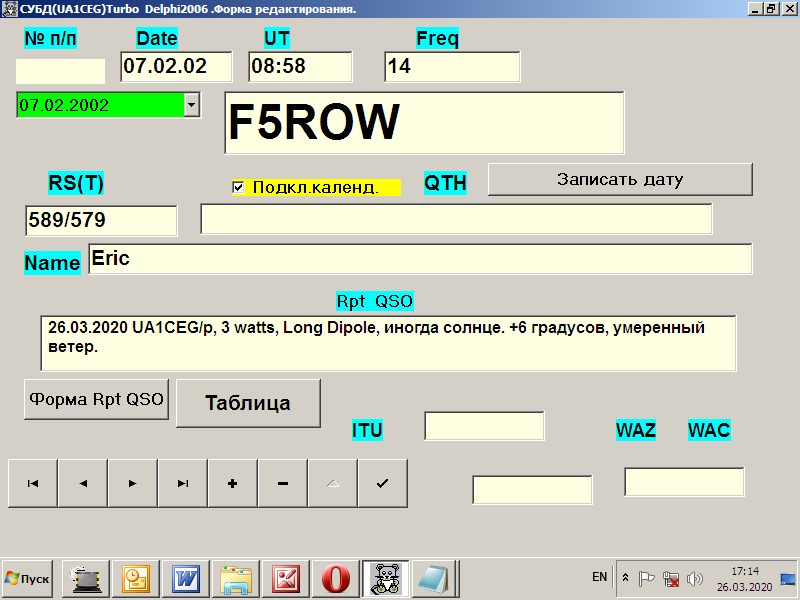 СУБД(UA1CEG)Turbo Delphi2006 .Форма редактирования.
№ п/п Date UT Freq
07.02.02 08:58 14
07.02.2002
F5ROW
RS(T) Подкл.календ. QTH Записать дату
589/579
Name Eric
Rpt QSO
26.03.2020 UA1CEG/p, 3 watts, Long Dipole, иногда солнце. +6 градусов, умеренный
ветер.
Форма Rpt QSO Таблица
ITU WAZ WAC
Пуск EN 17:14
26.03.2020